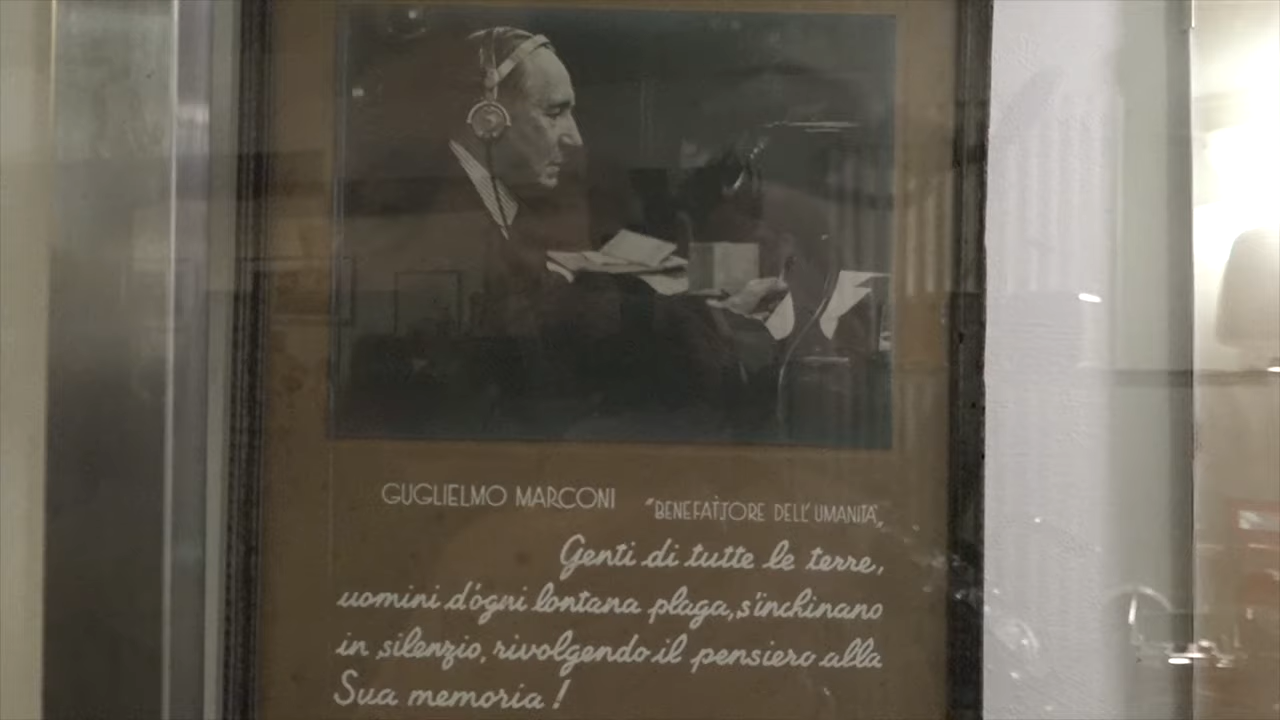 GUGLIELMO MARCONI "BENEFATTORE DELL' UMANITÀ"
Genti di tutte le terre,
uomini d'ogni lontana plaga, s'inchinano
in silenzio, rivolgendo il pensiero alla
Sua memoria!